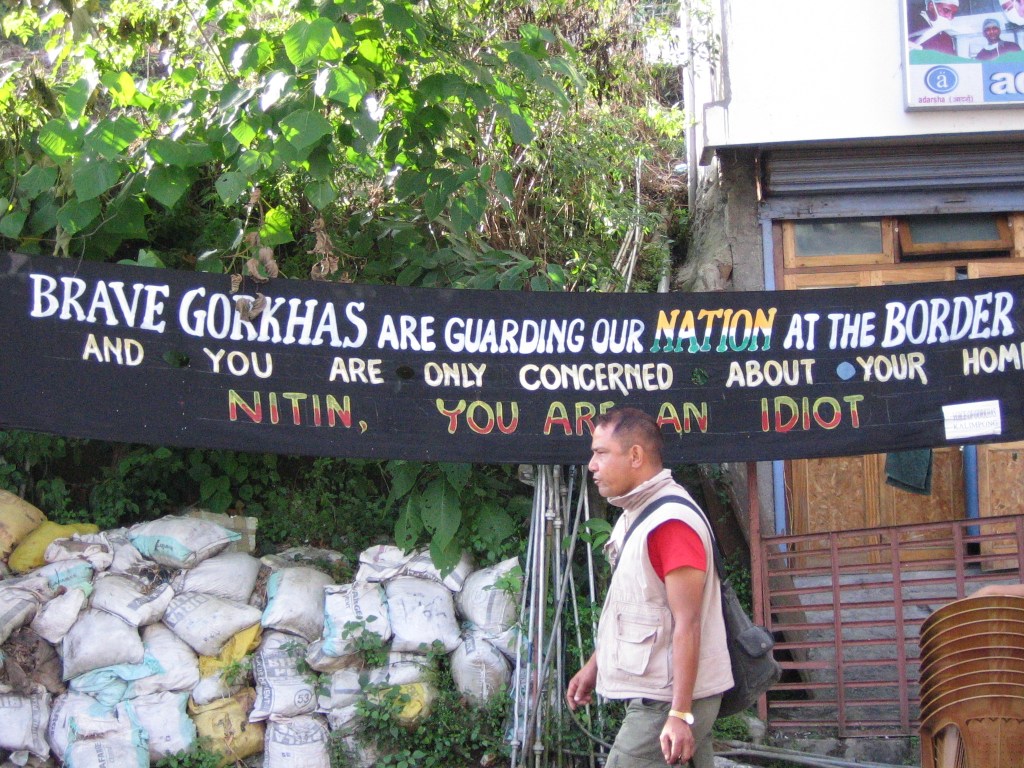 adarsha
BRAVE GORKHAS ARE GUARDING OUR NATION AT THE BORDER
AND YOU ARE ONLY CONCERNED ABOUT YOUR HOM
NITIN, YOU ARE AN IDIOT
53